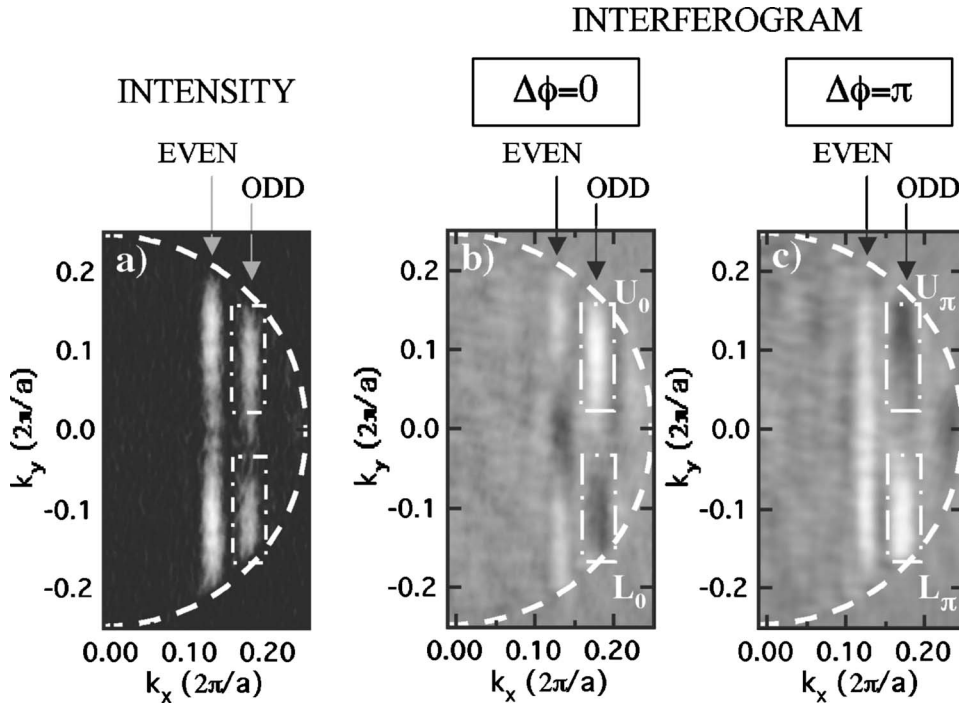 INTERFEROGRAM
INTENSITY
Δϕ=0
Δϕ=π
EVEN
ODD
EVEN
ODD
EVEN
ODD
a)
b)
c)
U₀
Uπ
L₀
Lπ
kᵧ (2π/a)
0.2
0.1
0.0
-0.1
-0.2
0.00 0.10 0.20
kₓ (2π/a)
kᵧ (2π/a)
0.2
0.1
0.0
-0.1
-0.2
0.00 0.10 0.20
kₓ (2π/a)
kᵧ (2π/a)
0.2
0.1
0.0
-0.1
-0.2
0.00 0.10 0.20
kₓ (2π/a)